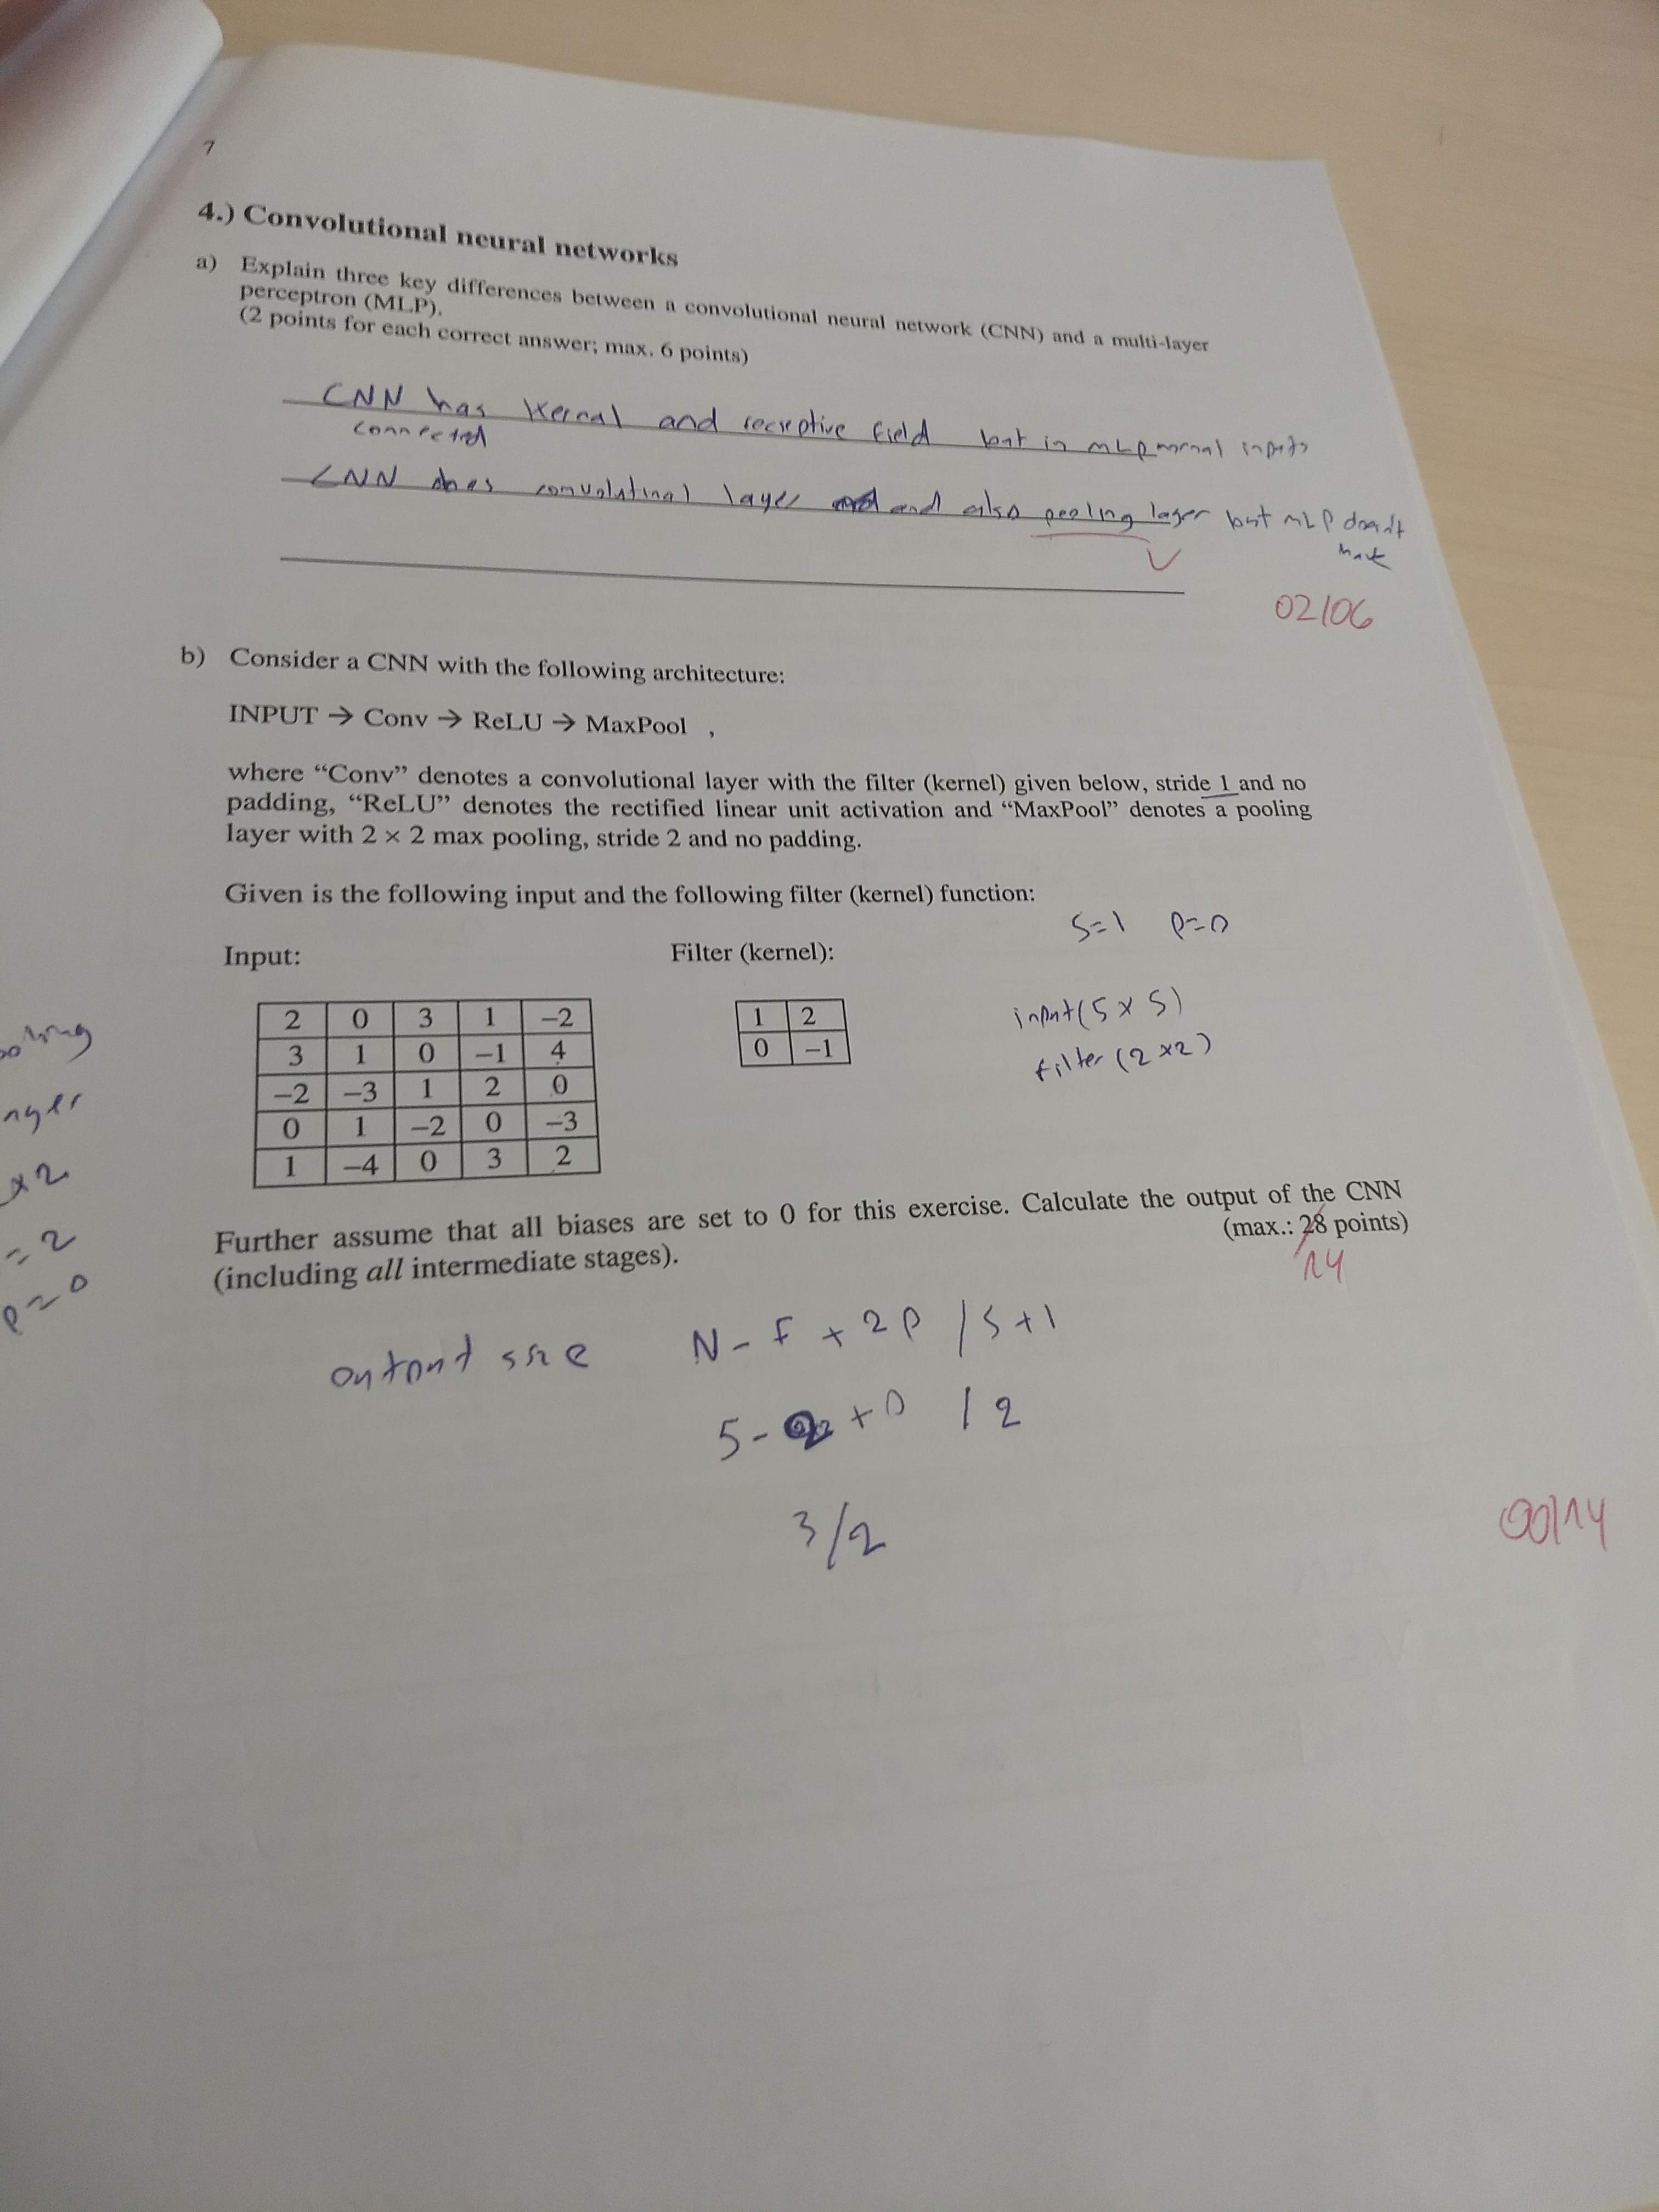 7
4.) Convolutional neural networks
a) Explain three key differences between a convolutional neural network (CNN) and a multi-layer
perceptron (MLP).
(2 points for each correct answer; max. 6 points)
CNN has Kernal and receptive field but in MLP normal inputs
connected
CNN does convolutinal layer and also pooling layer but MLP doesn't
have
02/06
b) Consider a CNN with the following architecture:
INPUT → Conv → ReLU → MaxPool ,
where “Conv” denotes a convolutional layer with the filter (kernel) given below, stride 1 and no
padding, “ReLU” denotes the rectified linear unit activation and “MaxPool” denotes a pooling
layer with 2 × 2 max pooling, stride 2 and no padding.
Given is the following input and the following filter (kernel) function:
S=1 P=0
Input: Filter (kernel):
2 0 3 1 −2
3 1 0 −1 4
−2 −3 1 2 0
0 1 −2 0 −3
1 −4 0 3 2
1 2
0 −1
input(5 x 5)
filter (2 x2)
x2
= 2
P=0
Further assume that all biases are set to 0 for this exercise. Calculate the output of the CNN
(including all intermediate stages). (max.: 28 points)
14
output size N - F + 2P / S+1
5 - 2 + 0 / 2
3/2
00/14